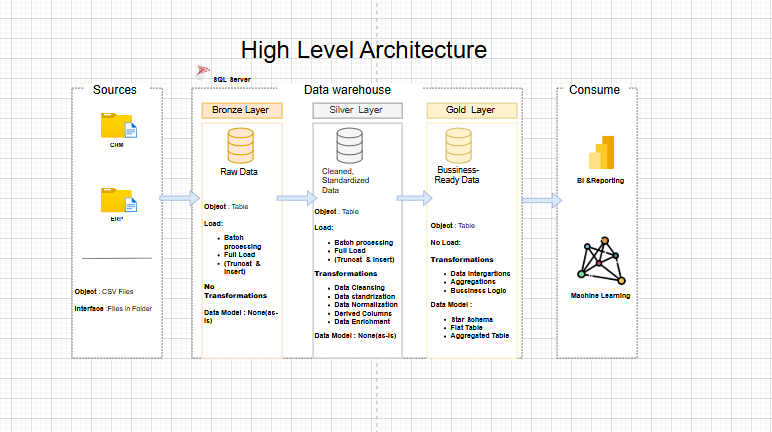 High Level Architecture
Sources
CRM
ERP
Object : CSV Files
Interface :Files in Folder
SQL Server
Data warehouse
Bronze Layer
Raw Data
Object : Table
Load:
Batch
processing
Full Load
(Truncat &
Insert)
No
Transformations
Data Model : None(as-
is)
Silver Layer
Cleaned,
Standardized
Data
Object : Table
Load:
Batch processing
Full Load
(Truncat & Insert)
Transformations
Data Cleansing
Data standrization
Data Normalization
Derived Columns
Data Enrichment
Data Model : None(as-is)
Gold Layer
Bussiness-
Ready Data
Object : Table
No Load:
Transformations
Data Intergartions
Aggregations
Bussiness Logic
Data Model :
Star Schema
Flat Table
Aggregated Table
Consume
BI &Reporting
Machine Learning